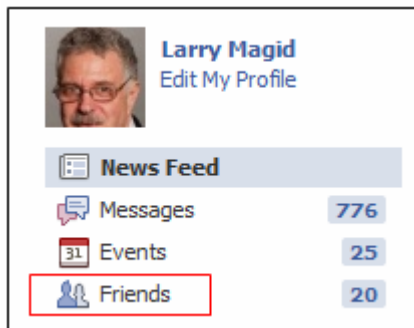 Larry Magid
Edit My Profile
News Feed
Messages 776
31 Events 25
Friends 20